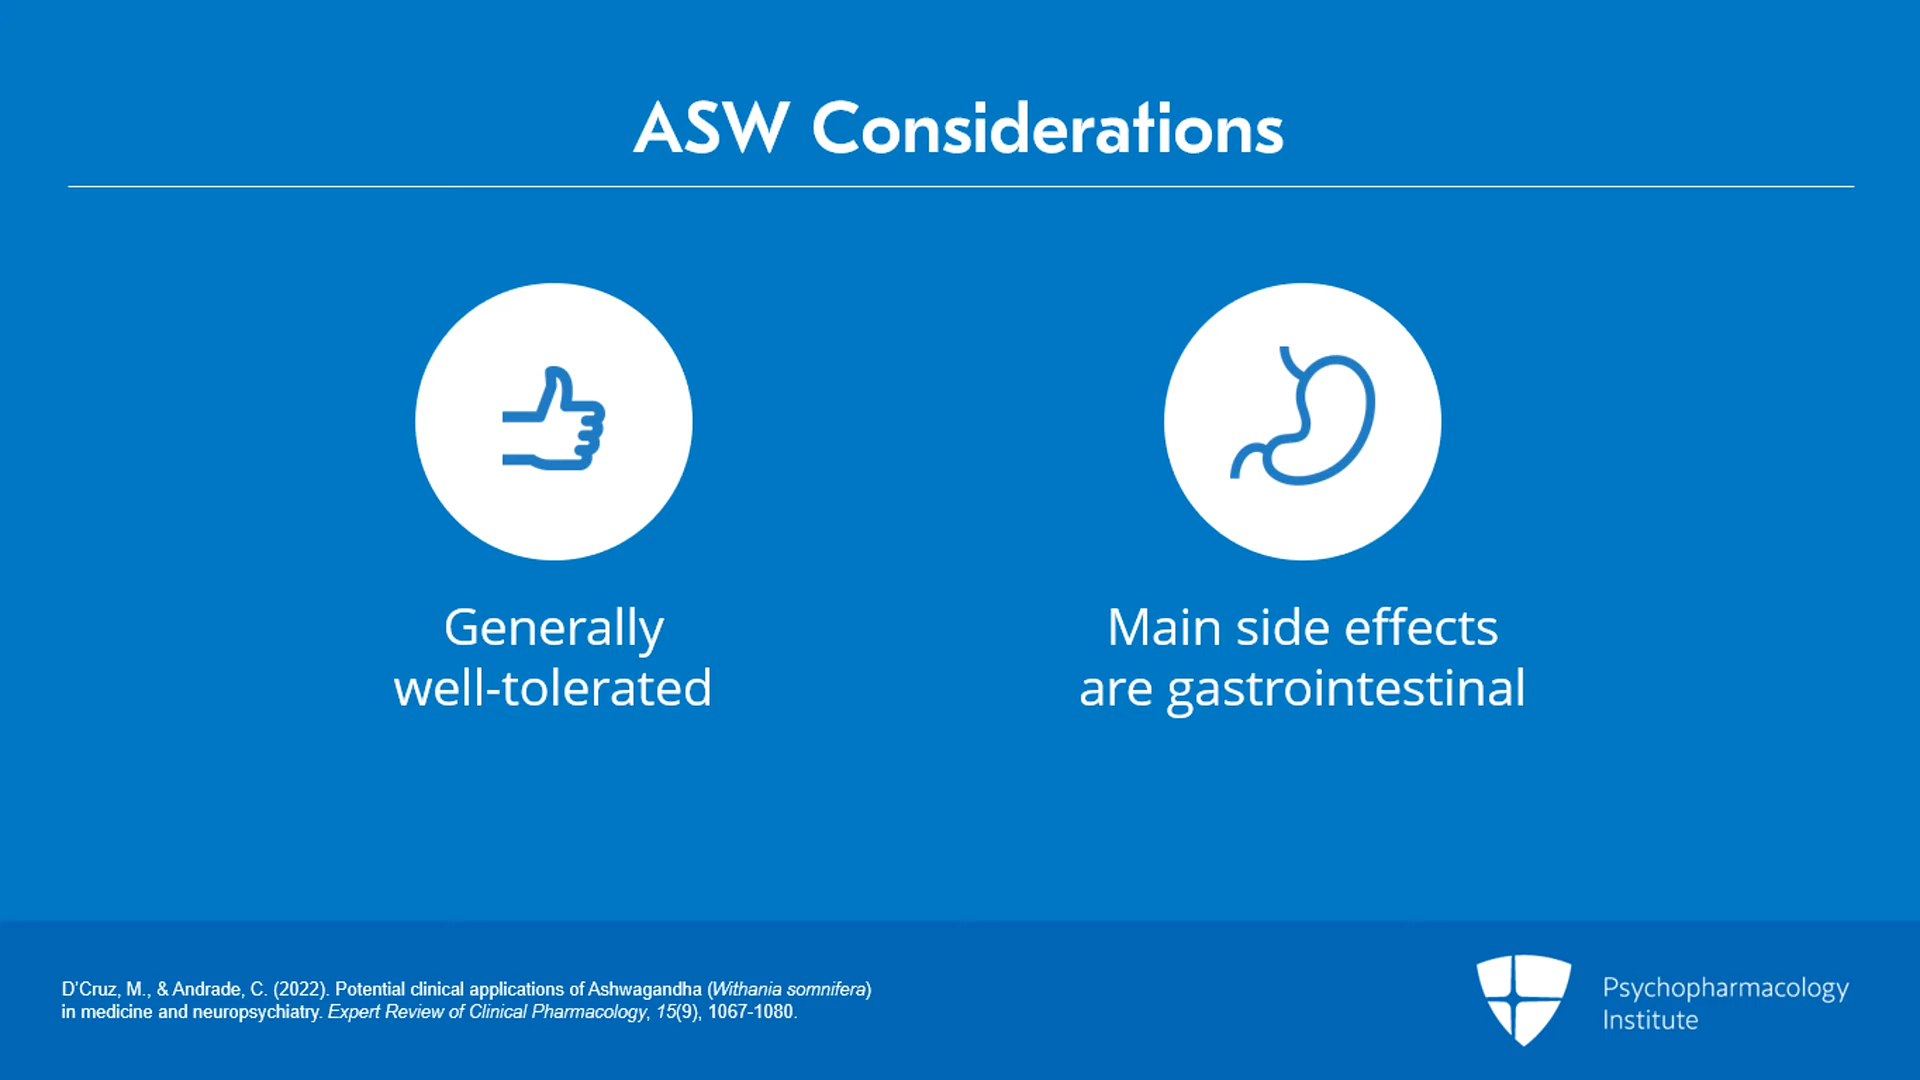 ASW Considerations
Generally
well-tolerated
Main side effects
are gastrointestinal
D'Cruz, M., & Andrade, C. (2022). Potential clinical applications of Ashwagandha (Withania somnifera)
in medicine and neuropsychiatry. Expert Review of Clinical Pharmacology, 15(9), 1067-1080.
Psychopharmacology
Institute